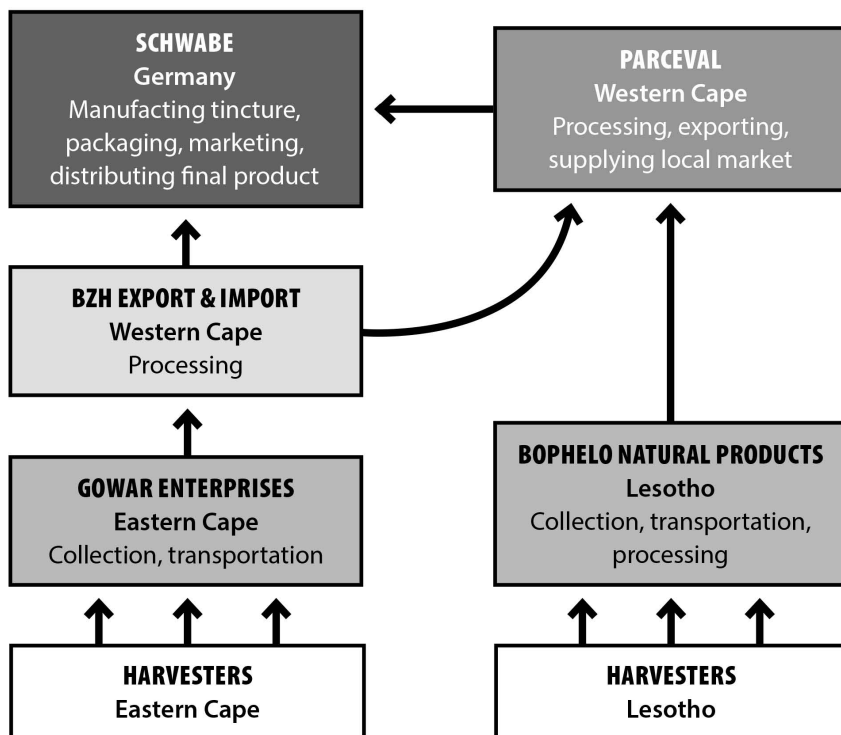 SCHWABE
Germany
Manufacting tincture,
packaging, marketing,
distributing final product
PARCEVAL
Western Cape
Processing, exporting,
supplying local market
BZH EXPORT & IMPORT
Western Cape
Processing
GOWAR ENTERPRISES
Eastern Cape
Collection, transportation
BOPHELO NATURAL PRODUCTS
Lesotho
Collection, transportation,
processing
HARVESTERS
Eastern Cape
HARVESTERS
Lesotho